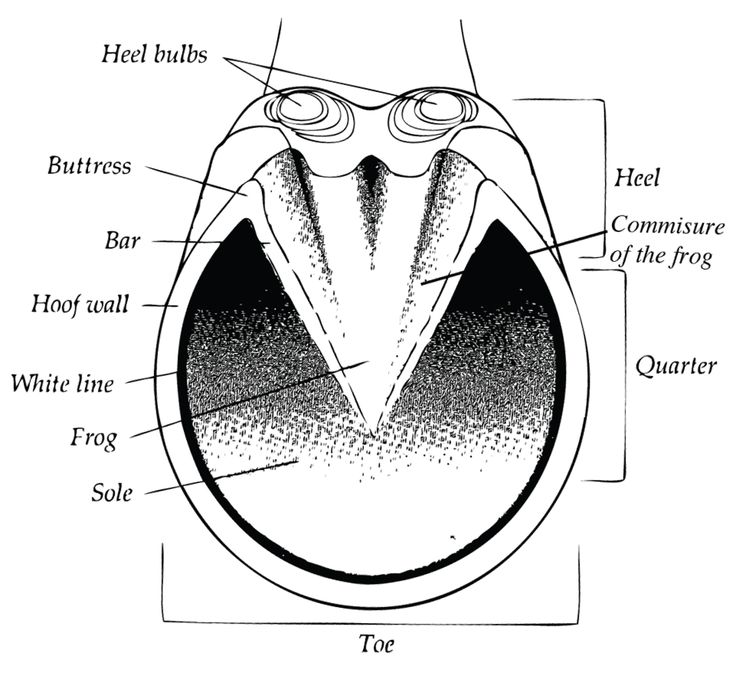 Heel bulbs
Buttress
Bar
Hoof wall
White line
Frog
Sole
Heel
Commisure
of the frog
Quarter
Toe